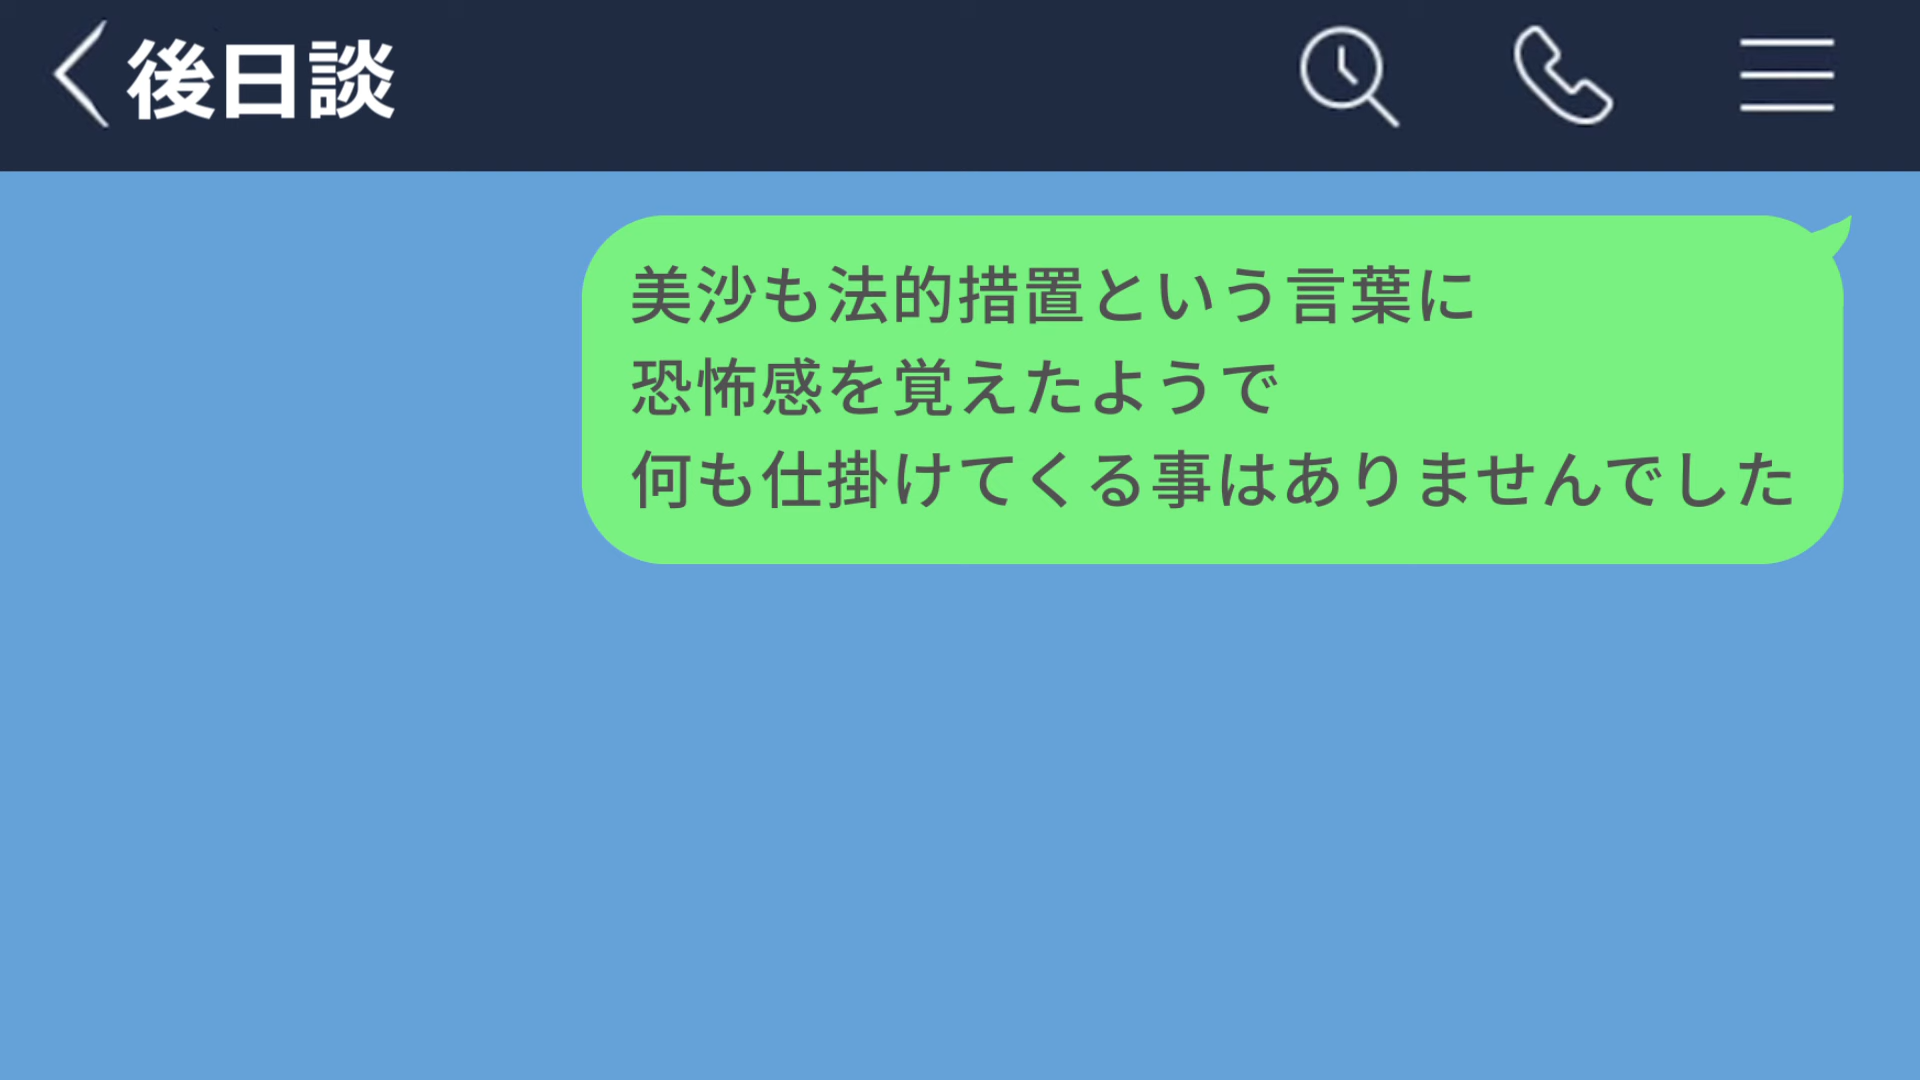 後日談
美沙も法的措置という言葉に
恐怖感を覚えたようで
何も仕掛けてくる事はありませんでした